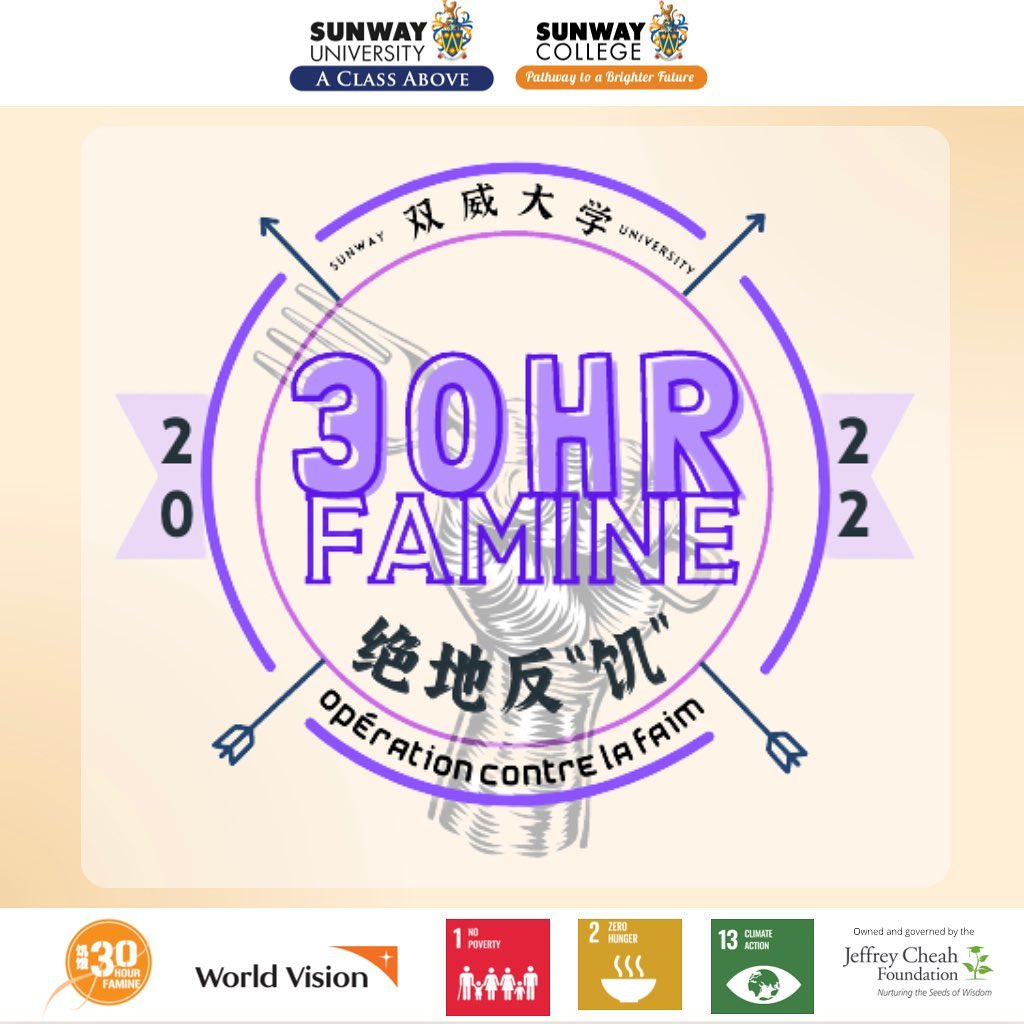 SUNWAY
UNIVERSITY
A CLASS ABOVE
SUNWAY
COLLEGE
Pathway to a Brighter Future
SUNWAY 双威大学 UNIVERSITY
30HR
FAMINE
20
22
绝地反"饥"
opération contre la faim
饥馑
30
HOUR
FAMINE
World Vision
1 NO
POVERTY
2 ZERO
HUNGER
13 CLIMATE
ACTION
Owned and governed by the
Jeffrey Cheah
Foundation
Nurturing the Seeds of Wisdom